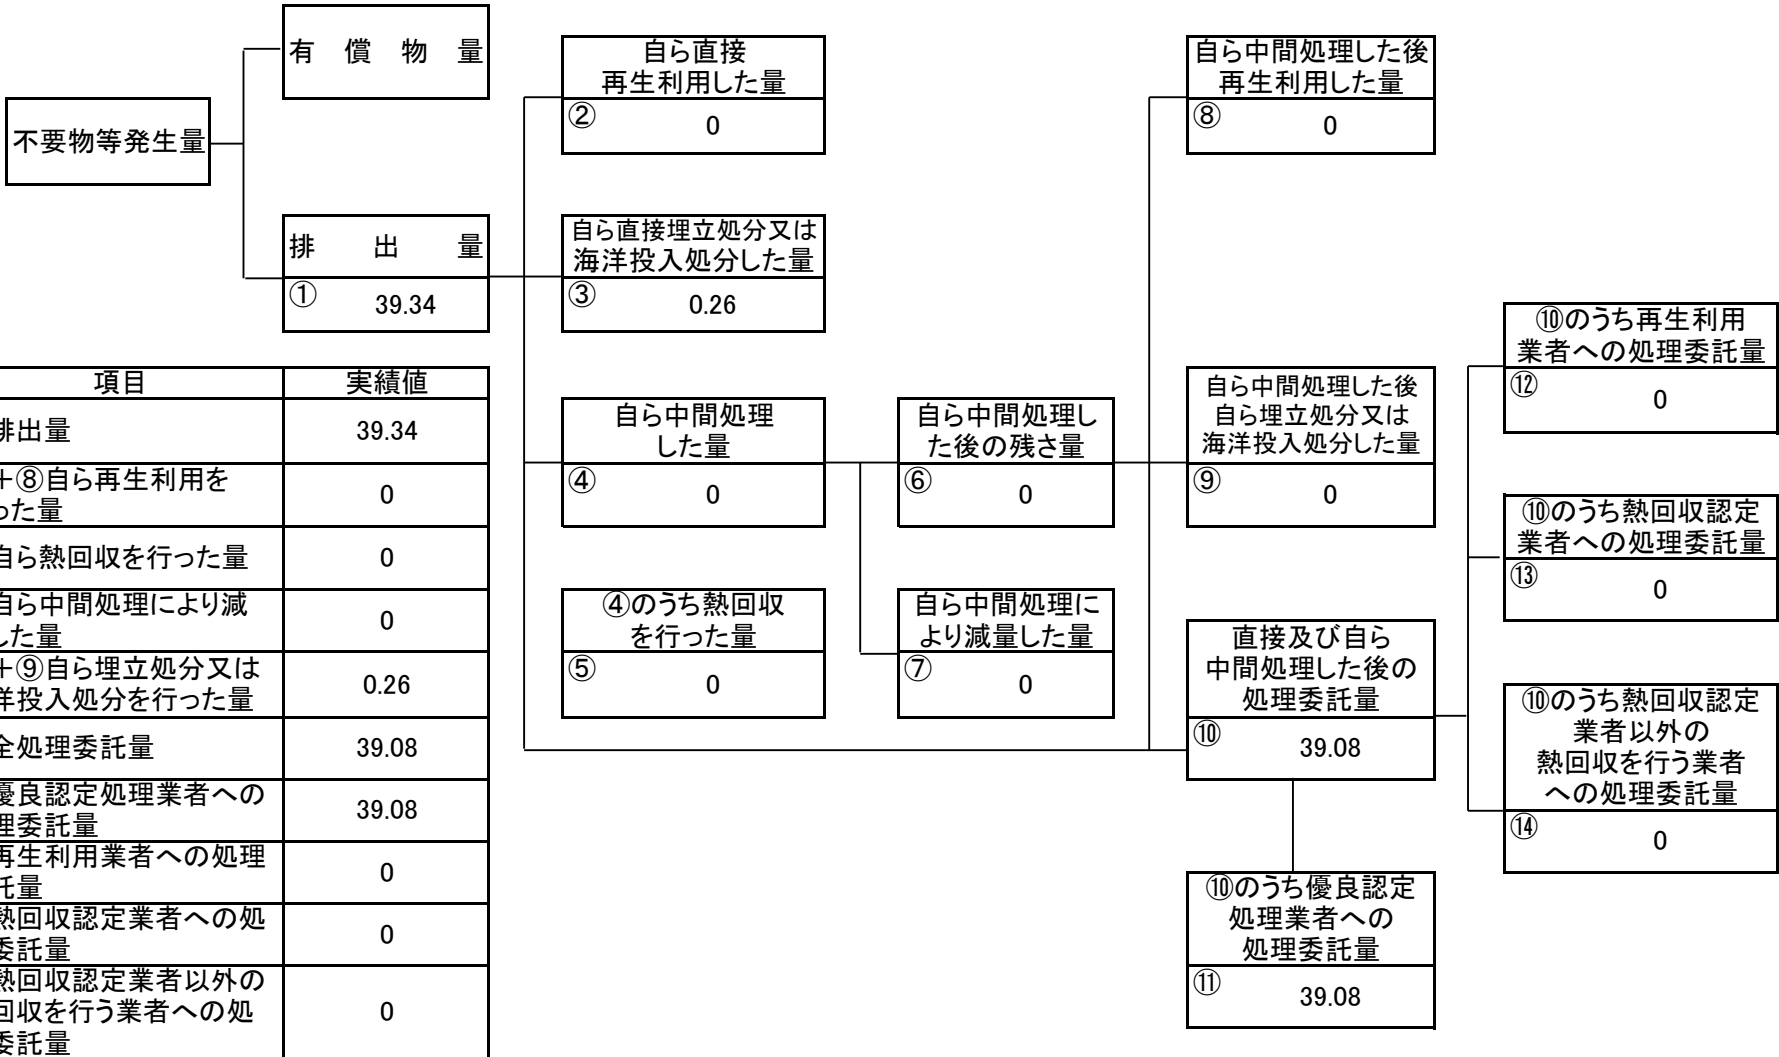 有償物量
不要物等発生量
排出量
① 39.34
自ら直接
再生利用した量
② 0
自ら直接埋立処分又は
海洋投入処分した量
③ 0.26
自ら中間処理
した量
④ 0
④のうち熱回収
を行った量
⑤ 0
自ら中間処理し
た後の残さ量
⑥ 0
自ら中間処理に
より減量した量
⑦ 0
自ら中間処理した後
再生利用した量
⑧ 0
自ら中間処理した後
自ら埋立処分又は
海洋投入処分した量
⑨ 0
直接及び自ら
中間処理した後の
処理委託量
⑩ 39.08
⑩のうち優良認定
処理業者への
処理委託量
⑪ 39.08
⑩のうち再生利用
業者への処理委託量
⑫ 0
⑩のうち熱回収認定
業者への処理委託量
⑬ 0
⑩のうち熱回収認定
業者以外の
熱回収を行う業者
への処理委託量
⑭ 0
項目 実績値
排出量 39.34
+⑧自ら再生利用を
った量 0
自ら熱回収を行った量 0
自ら中間処理により減
した量 0
+⑨自ら埋立処分又は
洋投入処分を行った量 0.26
全処理委託量 39.08
優良認定処理業者への
理委託量 39.08
再生利用業者への処理
託量 0
熱回収認定業者への処
委託量 0
熱回収認定業者以外の
回収を行う業者への処
委託量 0